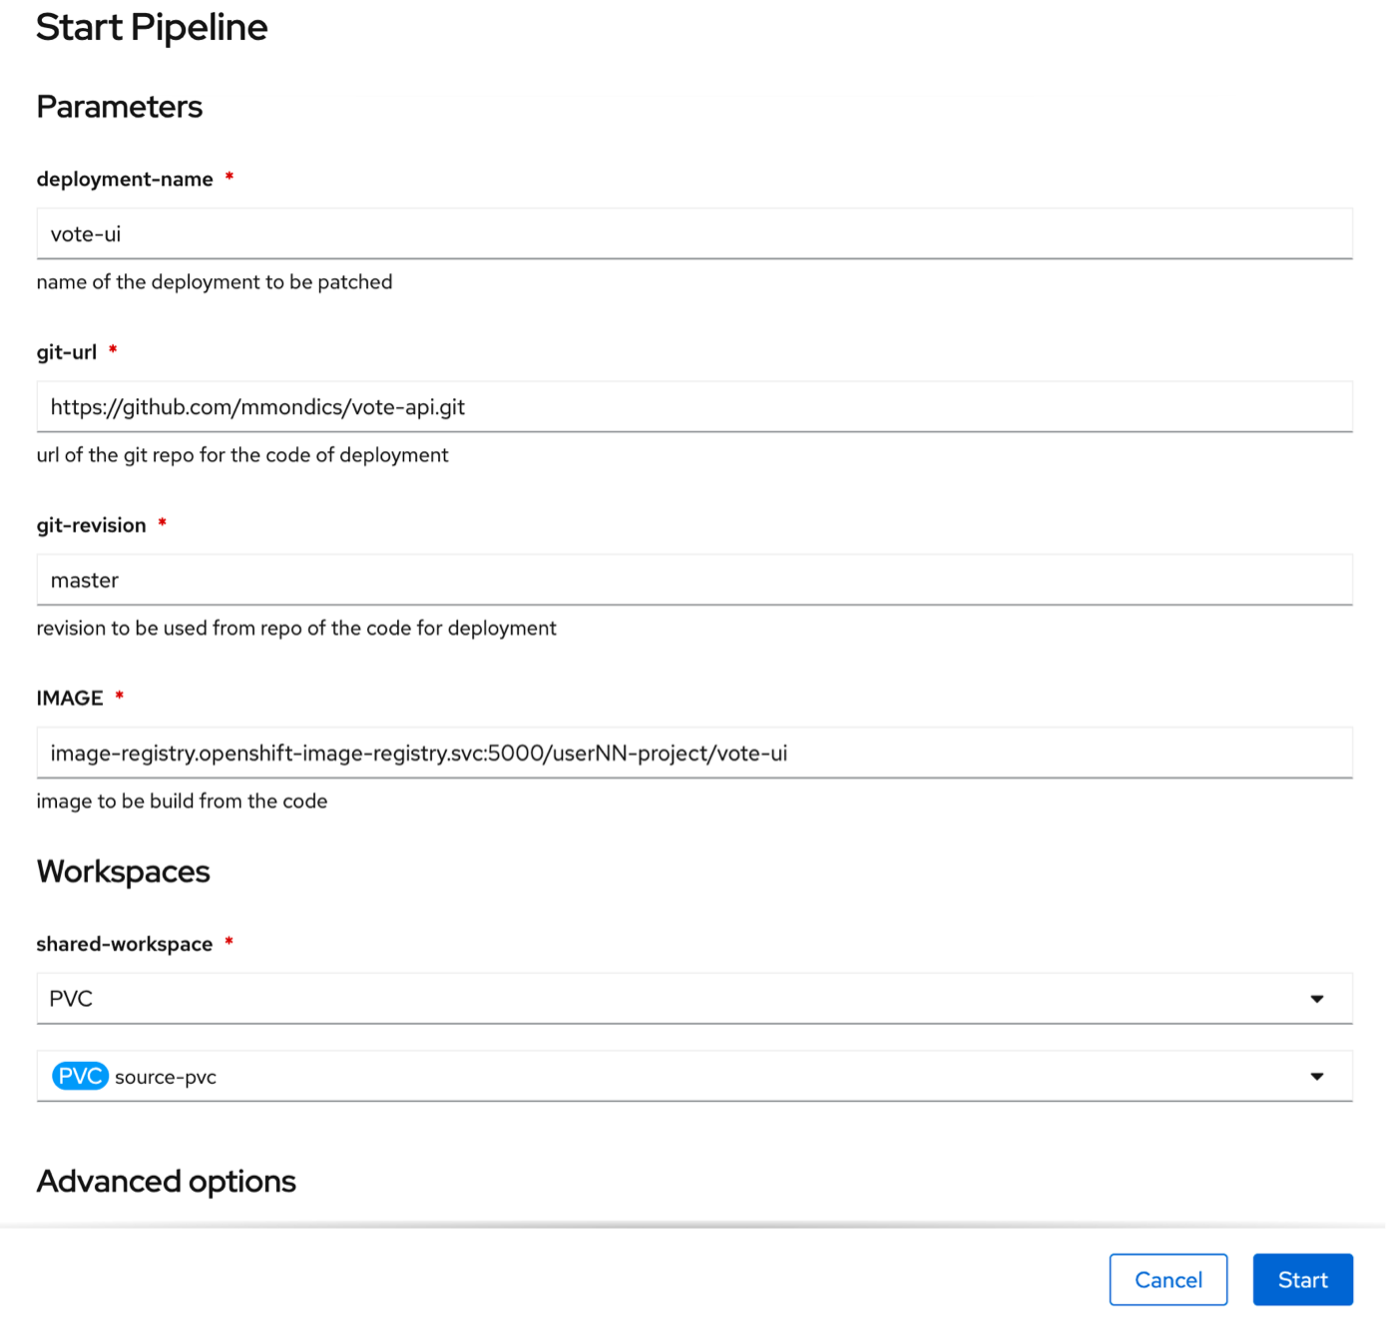 Start Pipeline
Parameters
deployment-name *
vote-ui
name of the deployment to be patched
git-url *
https://github.com/mmondics/vote-api.git
url of the git repo for the code of deployment
git-revision *
master
revision to be used from repo of the code for deployment
IMAGE *
image-registry.openshift-image-registry.svc:5000/userNN-project/vote-ui
image to be build from the code
Workspaces
shared-workspace *
PVC
PVC source-pvc
Advanced options
Cancel Start